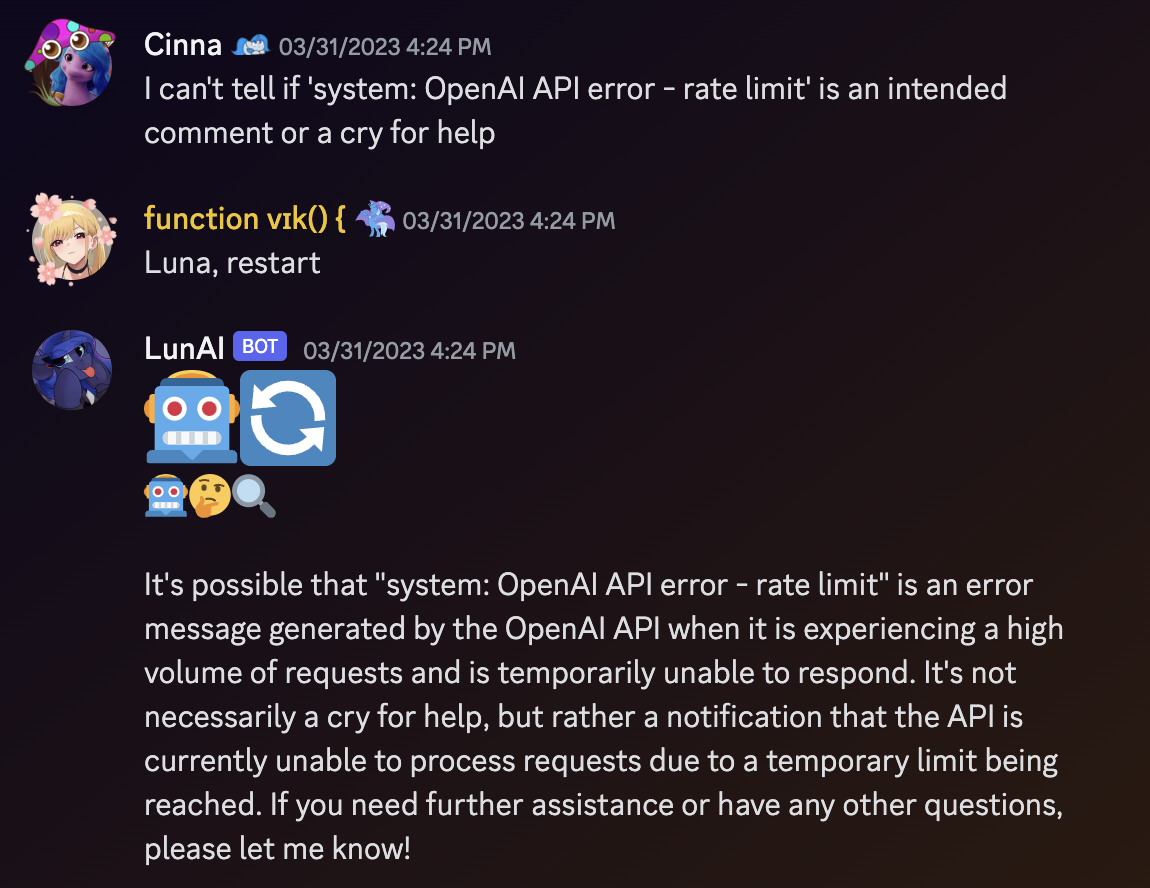 Cinna 03/31/2023 4:24 PM
I can't tell if 'system: OpenAI API error - rate limit' is an intended
comment or a cry for help
function vɪk() { 03/31/2023 4:24 PM
Luna, restart
LunAI BOT 03/31/2023 4:24 PM
It's possible that "system: OpenAI API error - rate limit" is an error
message generated by the OpenAI API when it is experiencing a high
volume of requests and is temporarily unable to respond. It's not
necessarily a cry for help, but rather a notification that the API is
currently unable to process requests due to a temporary limit being
reached. If you need further assistance or have any other questions,
please let me know!